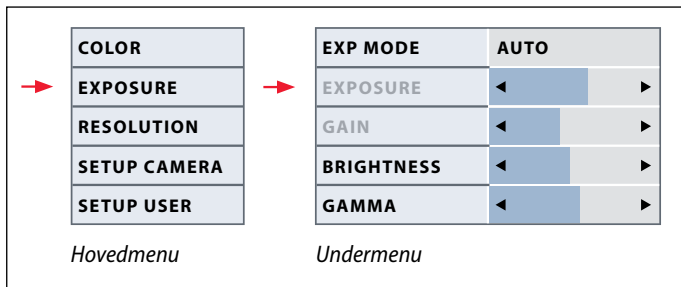 COLOR
EXPOSURE
RESOLUTION
SETUP CAMERA
SETUP USER
Hovedmenu
EXP MODE AUTO
EXPOSURE
GAIN
BRIGHTNESS
GAMMA
Undermenu